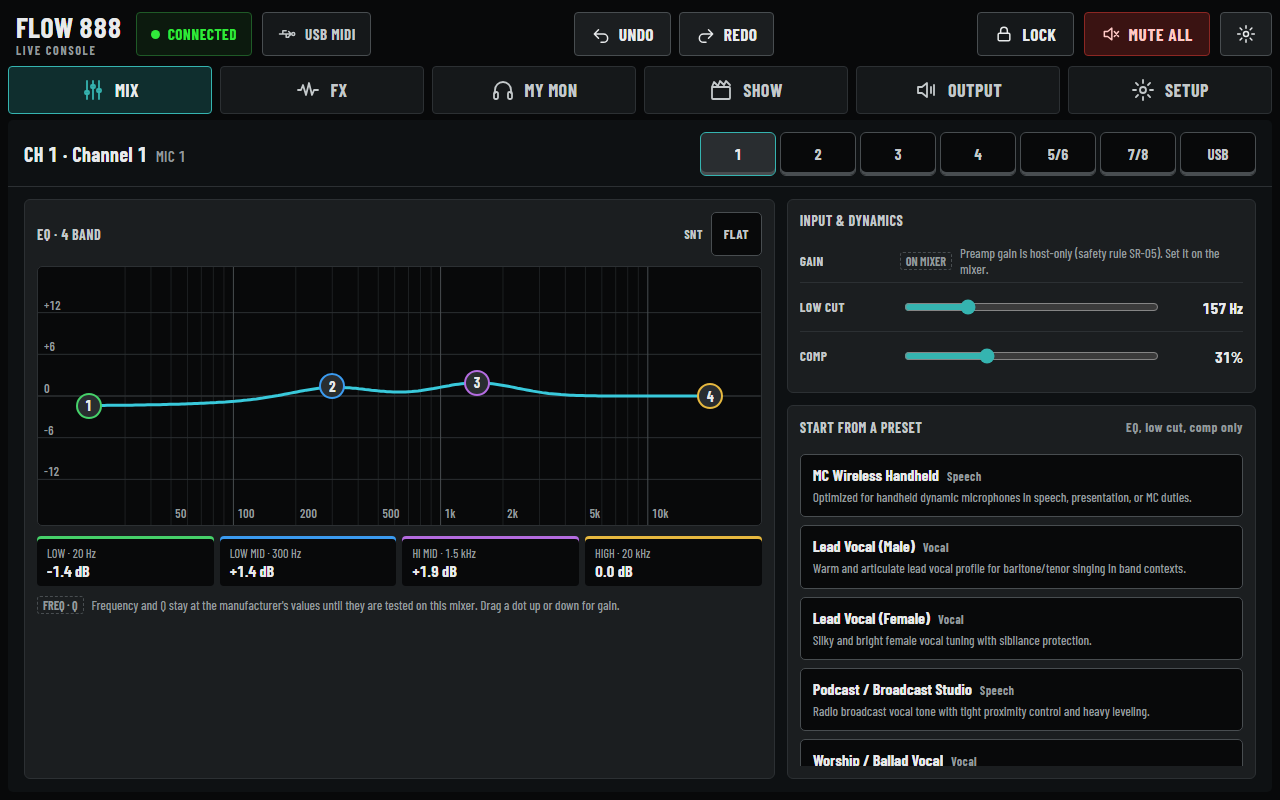 FLOW 888
LIVE CONSOLE
CONNECTED
USB MIDI
UNDO
REDO
LOCK
MUTE ALL
MIX
FX
MY MON
SHOW
OUTPUT
SETUP
CH 1 · Channel 1 MIC 1
1
2
3
4
5/6
7/8
USB
EQ · 4 BAND
SNT
FLAT
+12
+6
0
-6
-12
1
2
3
4
50
100
200
500
1k
2k
5k
10k
LOW · 20 Hz
-1.4 dB
LOW MID · 300 Hz
+1.4 dB
HI MID · 1.5 kHz
+1.9 dB
HIGH · 20 kHz
0.0 dB
FREQ · Q Frequency and Q stay at the manufacturer's values until they are tested on this mixer. Drag a dot up or down for gain.
INPUT & DYNAMICS
GAIN
ON MIXER
Preamp gain is host-only (safety rule SR-05). Set it on the
mixer.
LOW CUT
157 Hz
COMP
31%
START FROM A PRESET
EQ, low cut, comp only
MC Wireless Handheld Speech
Optimized for handheld dynamic microphones in speech, presentation, or MC duties.
Lead Vocal (Male) Vocal
Warm and articulate lead vocal profile for baritone/tenor singing in band contexts.
Lead Vocal (Female) Vocal
Silky and bright female vocal tuning with sibilance protection.
Podcast / Broadcast Studio Speech
Radio broadcast vocal tone with tight proximity control and heavy leveling.
Worship / Ballad Vocal Vocal